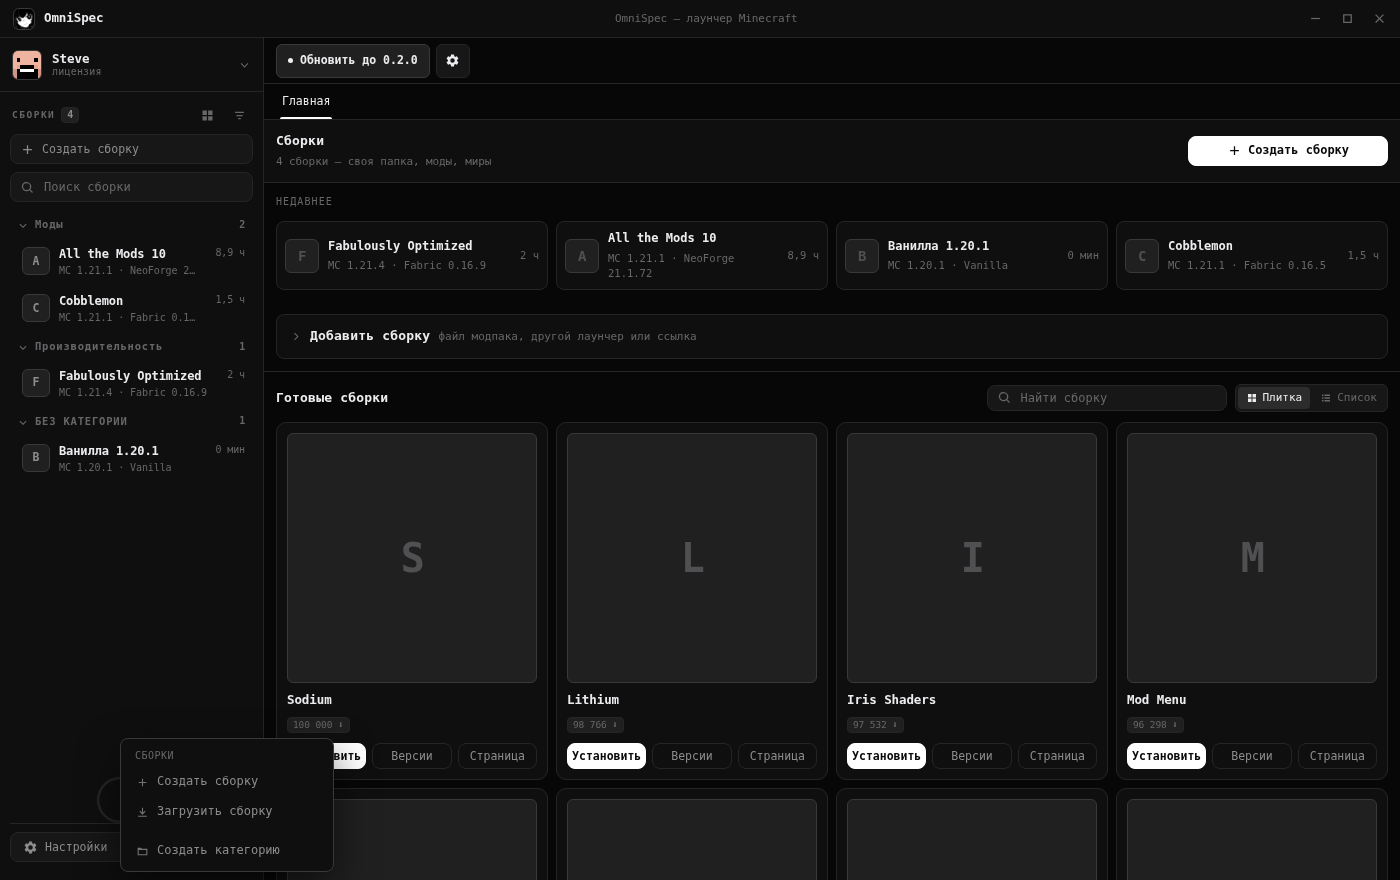 OmniSpec
OmniSpec — лаунчер Minecraft
Steve
лицензия
Обновить до 0.2.0
Главная
СБОРКИ 4
Создать сборку
Поиск сборки
Моды 2
A
All the Mods 10 8,9 ч
MC 1.21.1 · NeoForge 2…
C
Cobblemon 1,5 ч
MC 1.21.1 · Fabric 0.1…
Производительность 1
F
Fabulously Optimized 2 ч
MC 1.21.4 · Fabric 0.16.9
БЕЗ КАТЕГОРИИ 1
В
Ванилла 1.20.1 0 мин
MC 1.20.1 · Vanilla
Настройки
СБОРКИ
Создать сборку
Загрузить сборку
Создать категорию
Сборки
4 сборки — своя папка, моды, миры
Создать сборку
НЕДАВНЕЕ
F
Fabulously Optimized
MC 1.21.4 · Fabric 0.16.9
2 ч
A
All the Mods 10
MC 1.21.1 · NeoForge
21.1.72
8,9 ч
В
Ванилла 1.20.1
MC 1.20.1 · Vanilla
0 мин
C
Cobblemon
MC 1.21.1 · Fabric 0.16.5
1,5 ч
Добавить сборку файл модпака, другой лаунчер или ссылка
Готовые сборки
Найти сборку
Плитка
Список
S
L
I
M
Sodium
100 000 ⬇
вить Версии Страница
Lithium
98 766 ⬇
Установить Версии Страница
Iris Shaders
97 532 ⬇
Установить Версии Страница
Mod Menu
96 298 ⬇
Установить Версии Страница